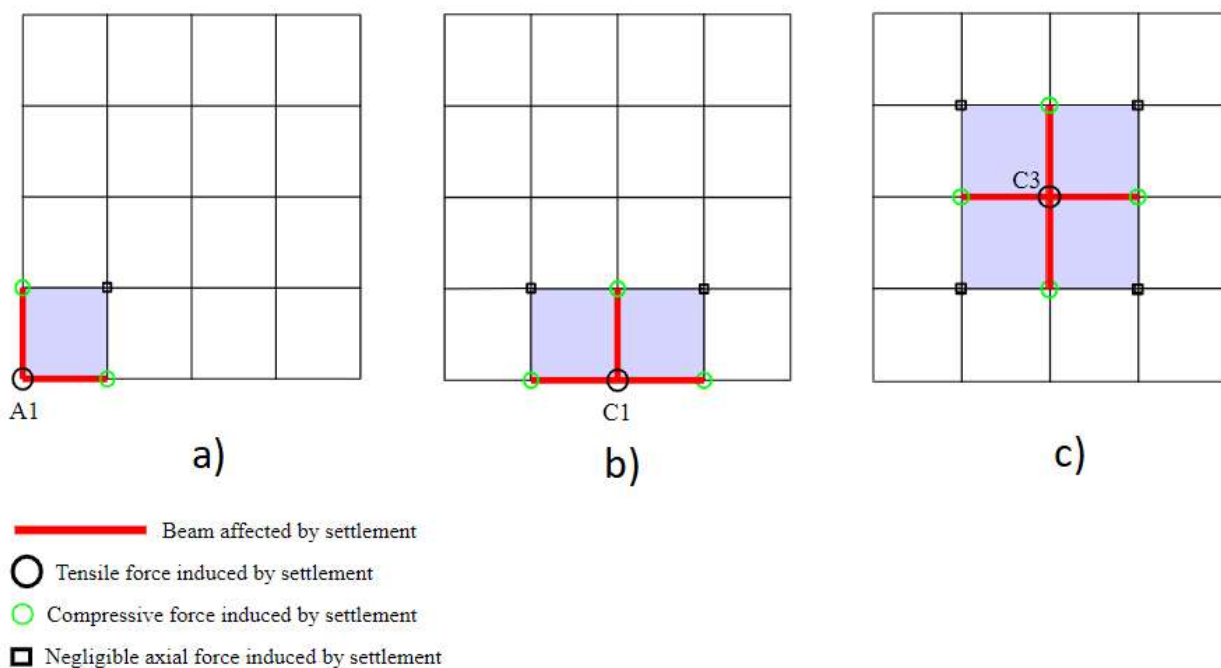 C3
A1
C1
a)
b)
c)
Beam affected by settlement
Tensile force induced by settlement
Compressive force induced by settlement
Negligible axial force induced by settlement